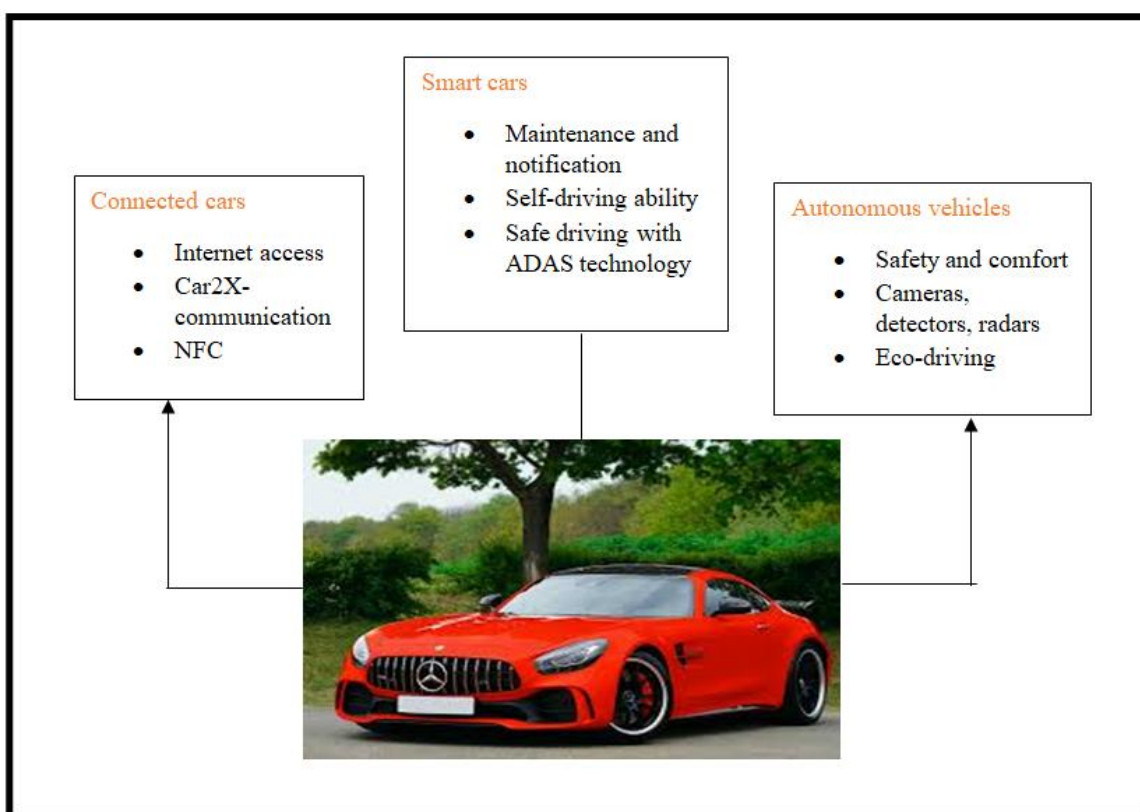 Smart cars
• Maintenance and
notification
• Self-driving ability
• Safe driving with
ADAS technology
Connected cars
• Internet access
• Car2X-
communication
• NFC
Autonomous vehicles
• Safety and comfort
• Cameras,
detectors, radars
• Eco-driving